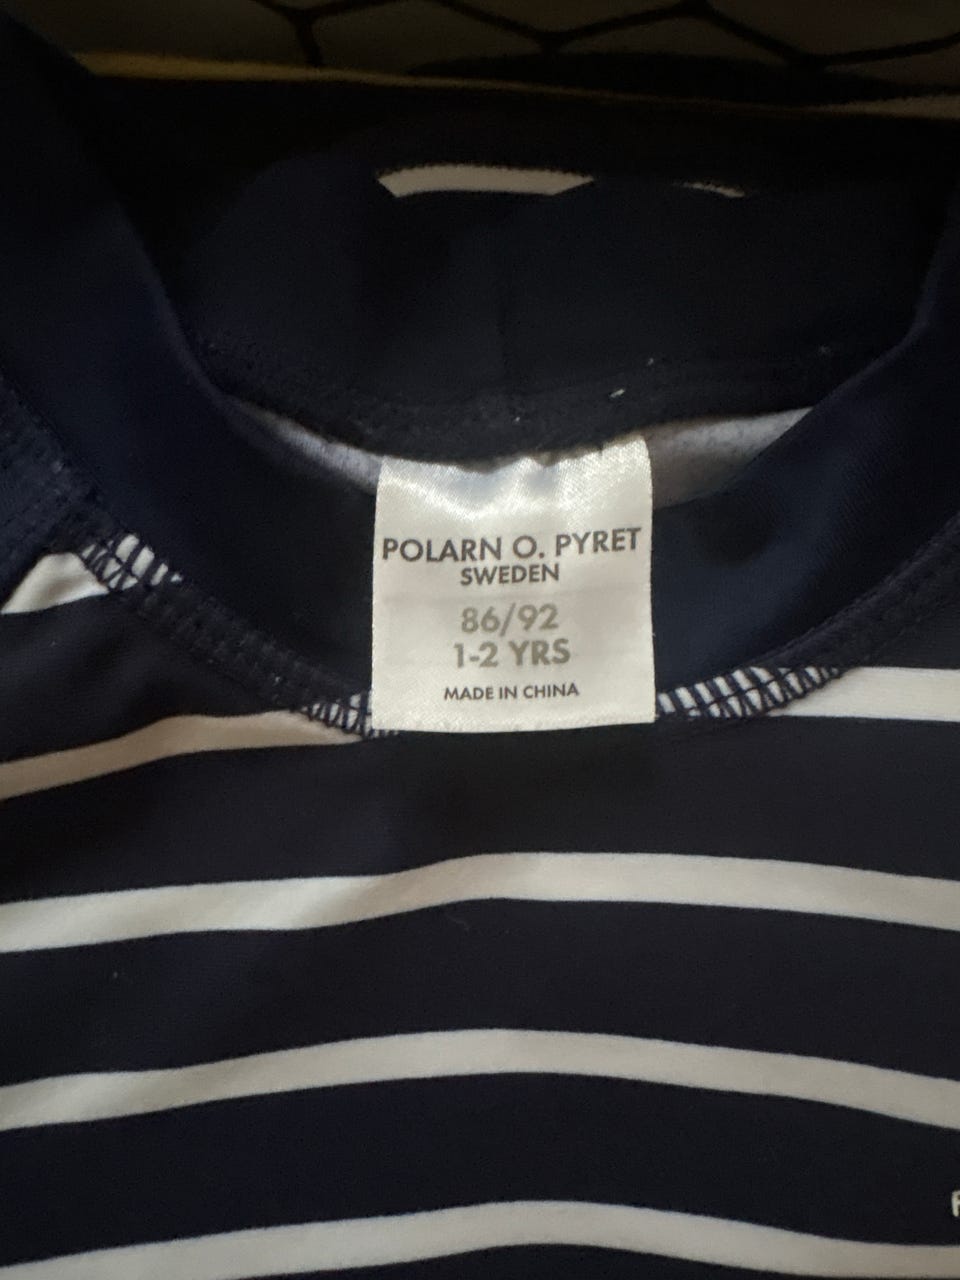 POLARN O. PYRET
SWEDEN
86/92
1-2 YRS
MADE IN CHINA